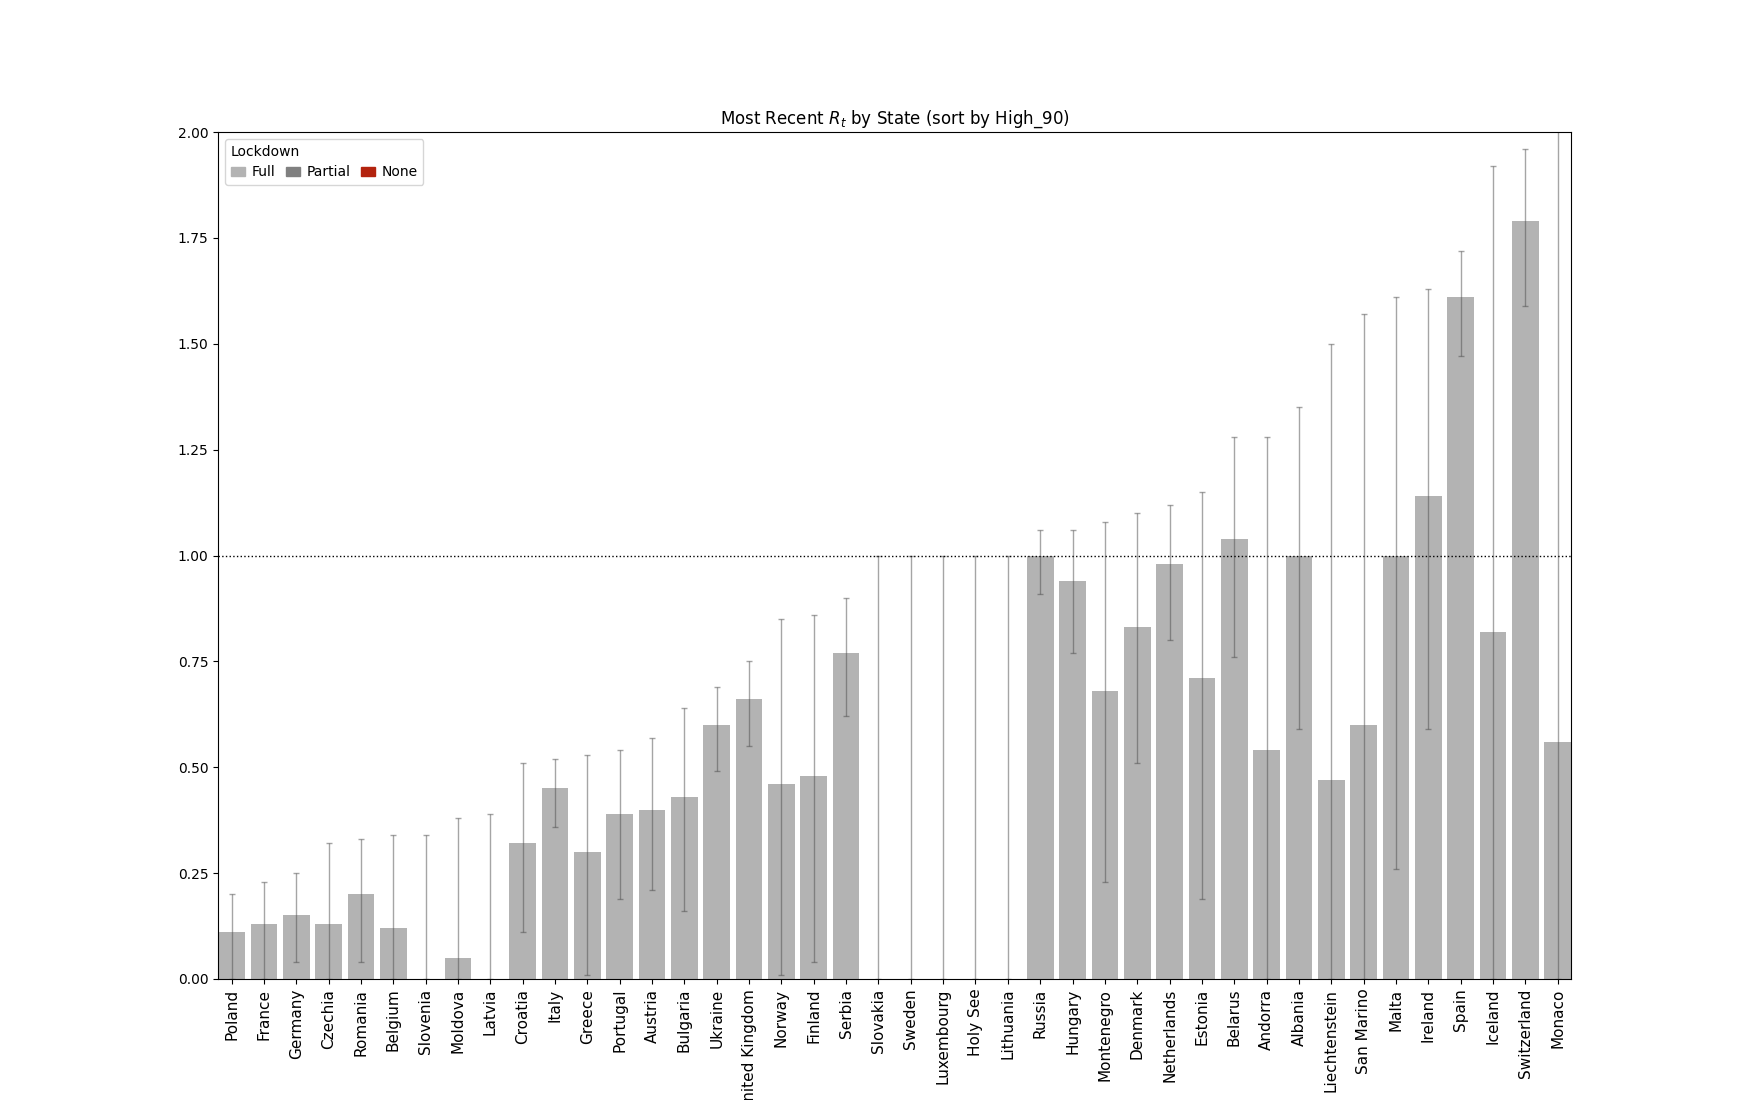 Most Recent R_t by State (sort by High_90)
Lockdown
Full Partial None
2.00
1.75
1.50
1.25
1.00
0.75
0.50
0.25
0.00
Poland
France
Germany
Czechia
Romania
Belgium
Slovenia
Moldova
Latvia
Croatia
Italy
Greece
Portugal
Austria
Bulgaria
Ukraine
nited Kingdom
Norway
Finland
Serbia
Slovakia
Sweden
Luxembourg
Holy See
Lithuania
Russia
Hungary
Montenegro
Denmark
Netherlands
Estonia
Belarus
Andorra
Albania
Liechtenstein
San Marino
Malta
Ireland
Spain
Iceland
Switzerland
Monaco